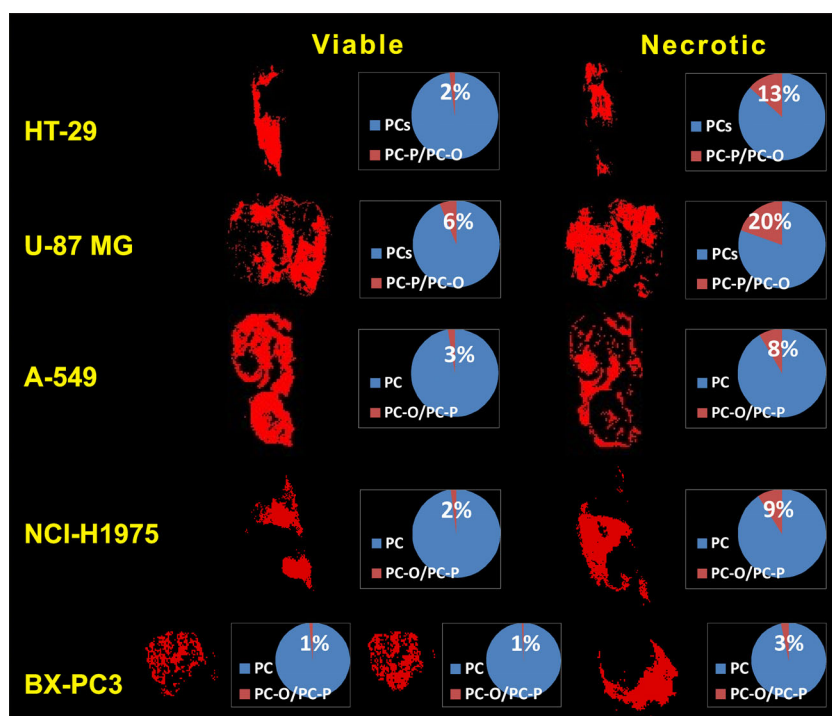 Viable Necrotic
HT-29
2%
PCs
PC-P/PC-O
13%
PCs
PC-P/PC-O
U-87 MG
6%
PCs
PC-P/PC-O
20%
PCs
PC-P/PC-O
A-549
3%
PC
PC-O/PC-P
8%
PC
PC-O/PC-P
NCI-H1975
2%
PC
PC-O/PC-P
9%
PC
PC-O/PC-P
BX-PC3
1%
PC
PC-O/PC-P
1%
PC
PC-O/PC-P
3%
PC
PC-O/PC-P